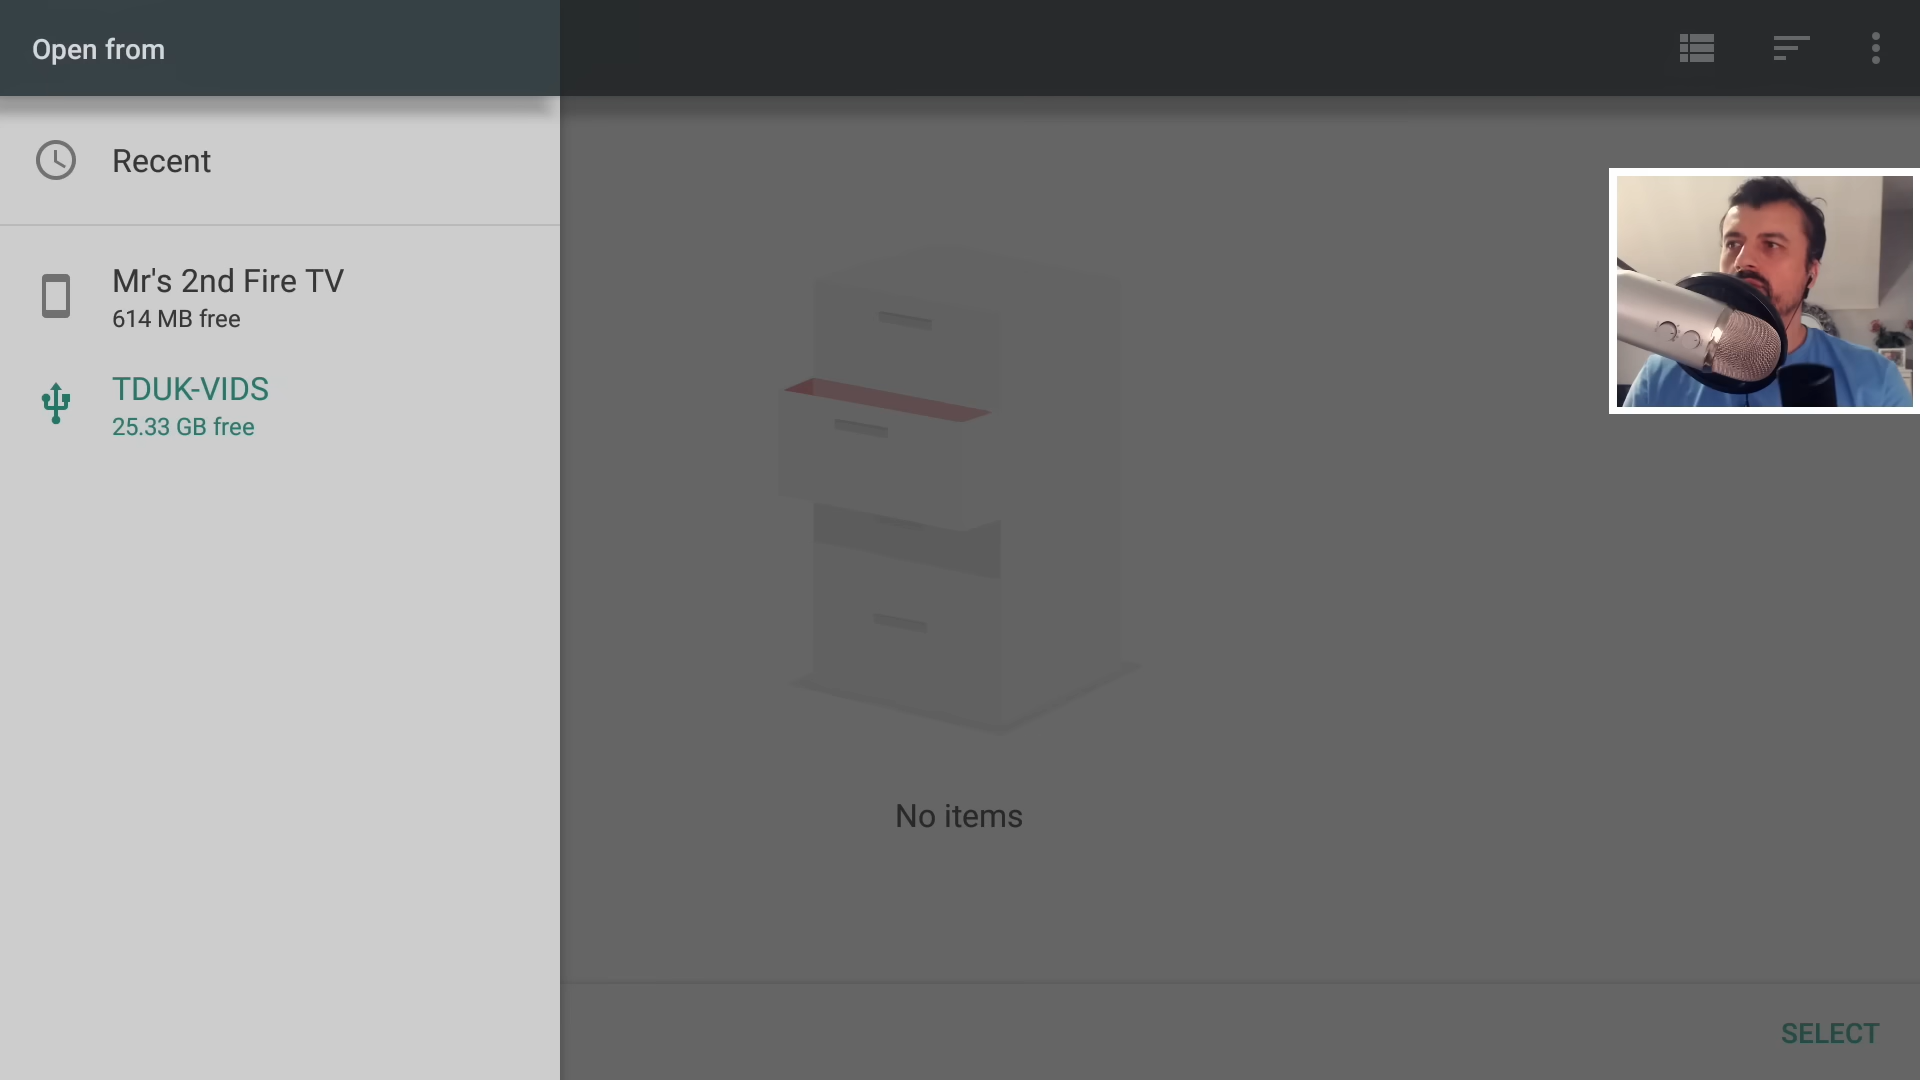 Open from
Recent
Mr's 2nd Fire TV
614 MB free
TDUK-VIDS
25.33 GB free
No items
SELECT